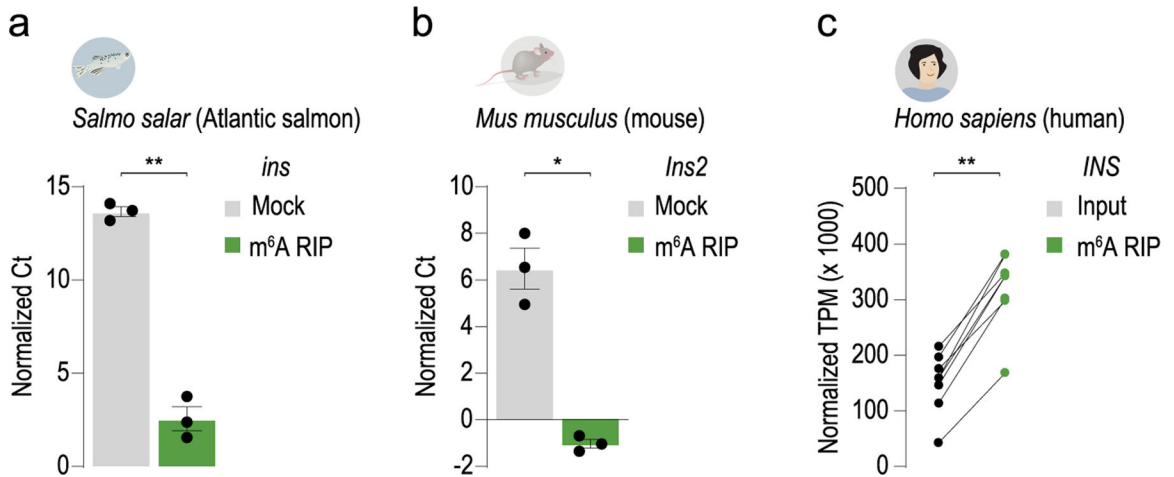 a
Salmo salar (Atlantic salmon)
**
ins
Mock
m⁶A RIP
Normalized Ct
15
10
5
0
b
Mus musculus (mouse)
*
Ins2
Mock
m⁶A RIP
Normalized Ct
10
8
6
4
2
0
-2
c
Homo sapiens (human)
**
INS
Input
m⁶A RIP
Normalized TPM (x 1000)
500
400
300
200
100
0